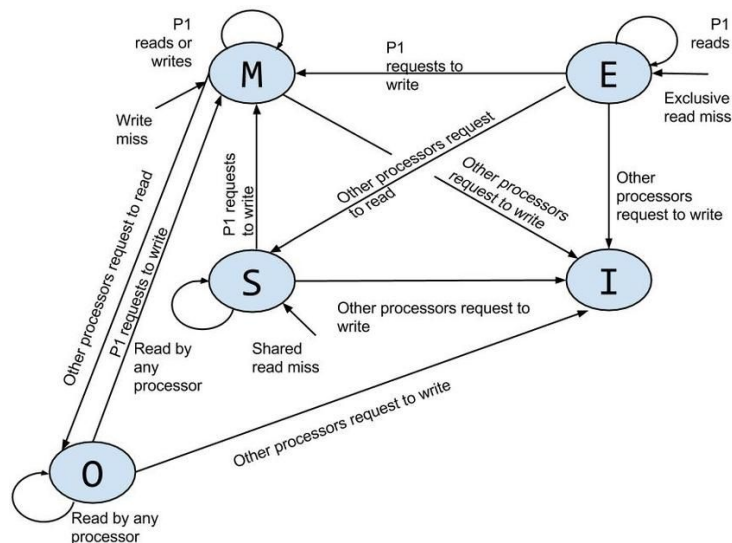 P1
reads or
writes
M
Write
miss
P1
requests to
write
E
P1
reads
Exclusive
read miss
Other processors request
to read
Other processors
request to write
Other
processors
request to write
P1 requests
to write
Other processors request to read
P1 requests to write
S
I
Read by
any
processor
Shared
read miss
Other processors request to
write
Other processors request to write
O
Read by any
processor